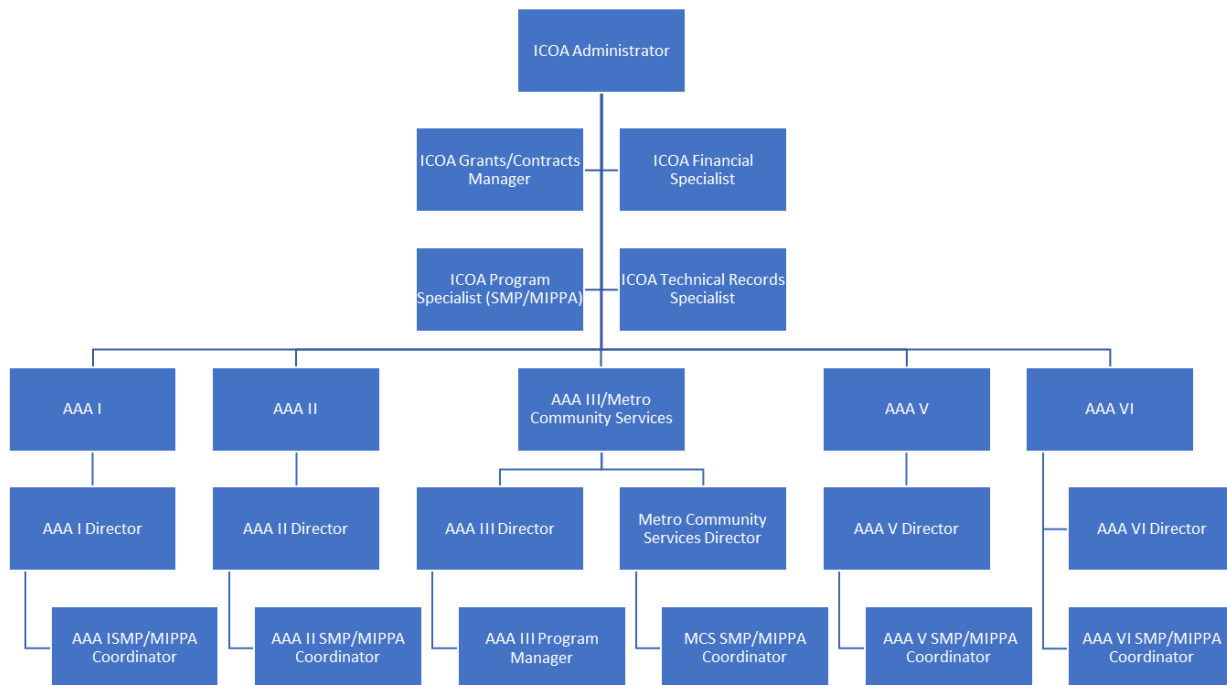 ICOA Administrator
ICOA Grants/Contracts
Manager
ICOA Financial
Specialist
ICOA Program
Specialist (SMP/MIPPA)
ICOA Technical Records
Specialist
AAA I
AAA II
AAA III/Metro
Community Services
AAA V
AAA VI
AAA I Director
AAA II Director
AAA III Director
Metro Community
Services Director
AAA V Director
AAA VI Director
AAA ISMP/MIPPA
Coordinator
AAA II SMP/MIPPA
Coordinator
AAA III Program
Manager
MCS SMP/MIPPA
Coordinator
AAA V SMP/MIPPA
Coordinator
AAA VI SMP/MIPPA
Coordinator